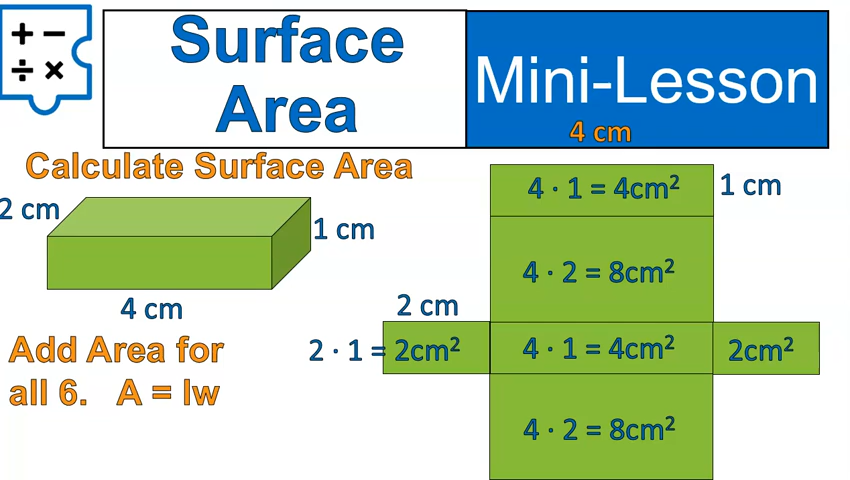 + −
÷ ×
Surface
Area
Mini-Lesson
4 cm
Calculate Surface Area
2 cm
1 cm
4 cm
Add Area for
all 6. A = lw
4 · 1 = 4cm²
1 cm
4 · 2 = 8cm²
2 cm
2 · 1 = 2cm²
4 · 1 = 4cm²
2cm²
4 · 2 = 8cm²